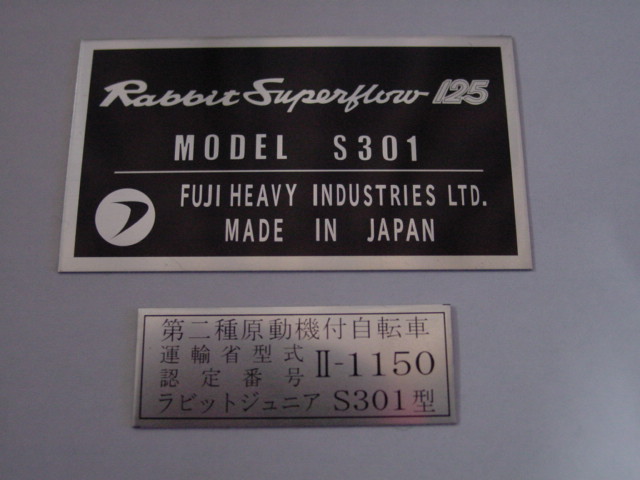 Rabbit Superflow 125
MODEL S301
FUJI HEAVY INDUSTRIES LTD.
MADE IN JAPAN
第二種原動機付自転車
運輸省型式
認定番号 II-1150
ラビットジュニア S301型